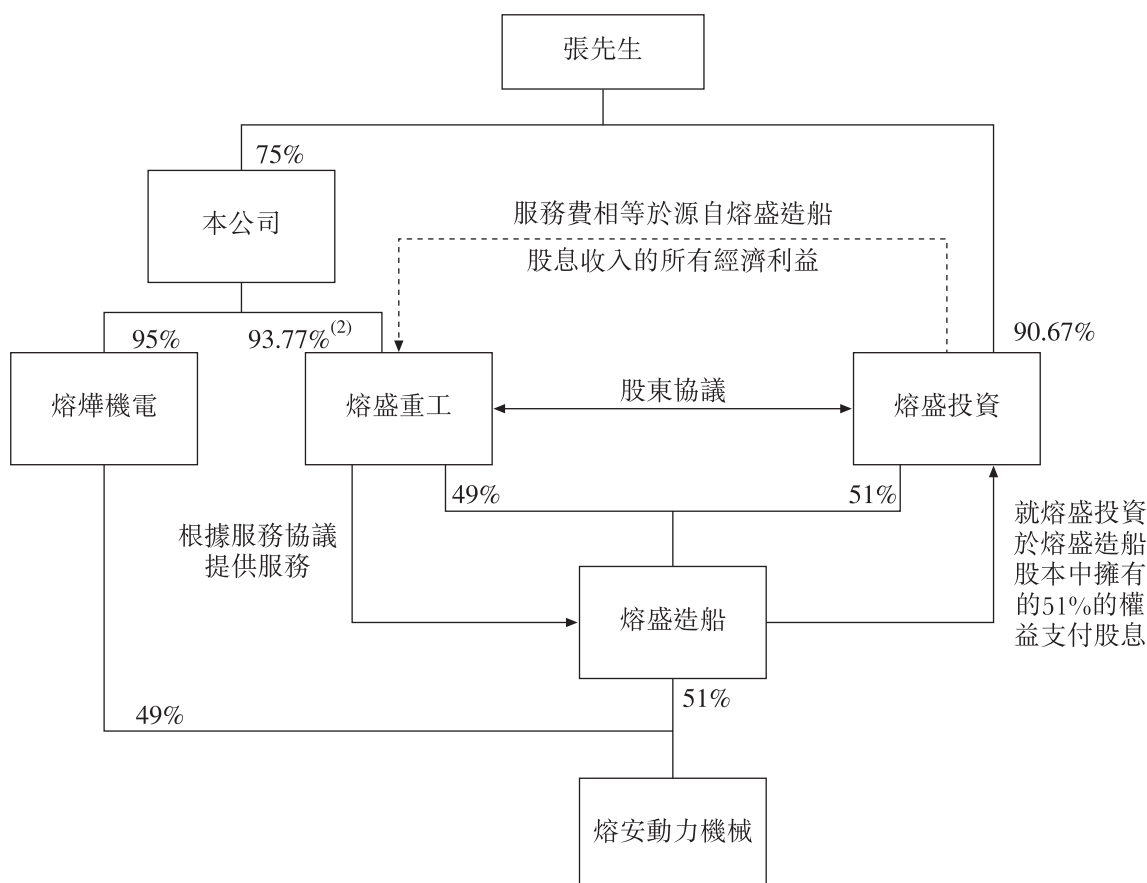 張先生
75%
本公司
服務費相等於源自熔盛造船
股息收入的所有經濟利益
95%
93.77%(2)
90.67%
熔燁機電
熔盛重工
股東協議
熔盛投資
49%
51%
根據服務協議
提供服務
就熔盛投資
於熔盛造船
股本中擁有
的51%的權
益支付股息
熔盛造船
51%
49%
熔安動力機械